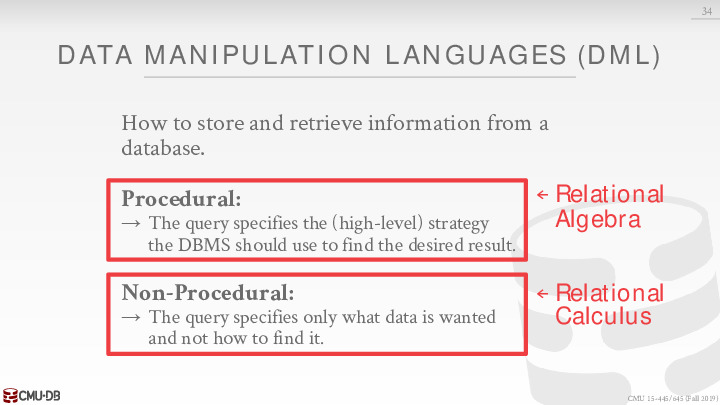 34
DATA MANIPULATION LANGUAGES (DML)
How to store and retrieve information from a
database.
Procedural:
→ The query specifies the (high-level) strategy
the DBMS should use to find the desired result.
← Relational
Algebra
Non-Procedural:
→ The query specifies only what data is wanted
and not how to find it.
← Relational
Calculus
CMU·DB
CMU 15-445/645 (Fall 2019)